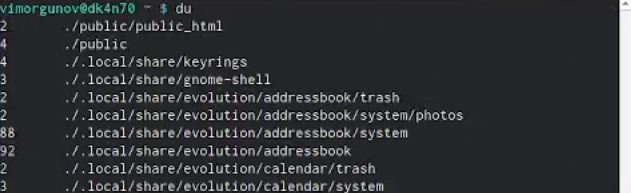 vimorgunov@dk4n70 ~ $ du
2 ./public/public_html
4 ./public
4 ./.local/share/keyrings
3 ./.local/share/gnome-shell
2 ./.local/share/evolution/addressbook/trash
2 ./.local/share/evolution/addressbook/system/photos
88 ./.local/share/evolution/addressbook/system
92 ./.local/share/evolution/addressbook
2 ./.local/share/evolution/calendar/trash
3 ./.local/share/evolution/calendar/system